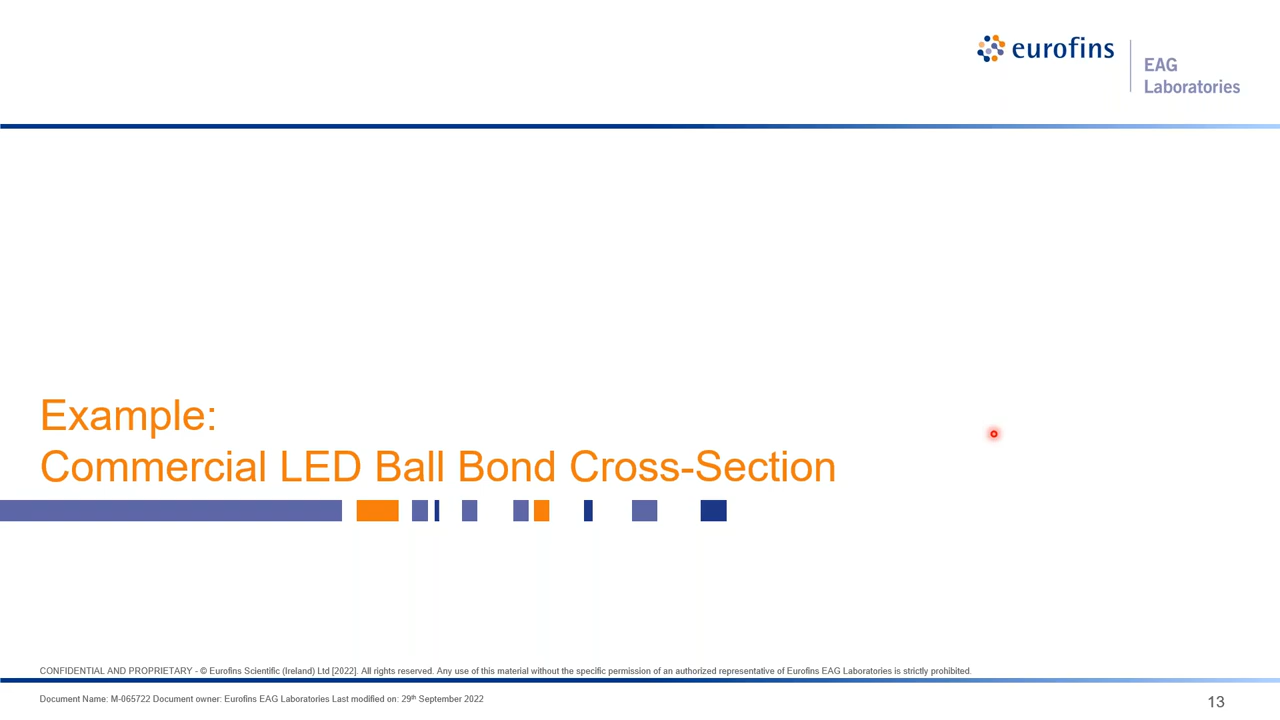 eurofins
EAG
Laboratories
Example:
Commercial LED Ball Bond Cross-Section
CONFIDENTIAL AND PROPRIETARY - © Eurofins Scientific (Ireland) Ltd [2022]. All rights reserved. Any use of this material without the specific permission of an authorized representative of Eurofins EAG Laboratories is strictly prohibited.
Document Name: M-065722 Document owner: Eurofins EAG Laboratories Last modified on: 29th September 2022
13